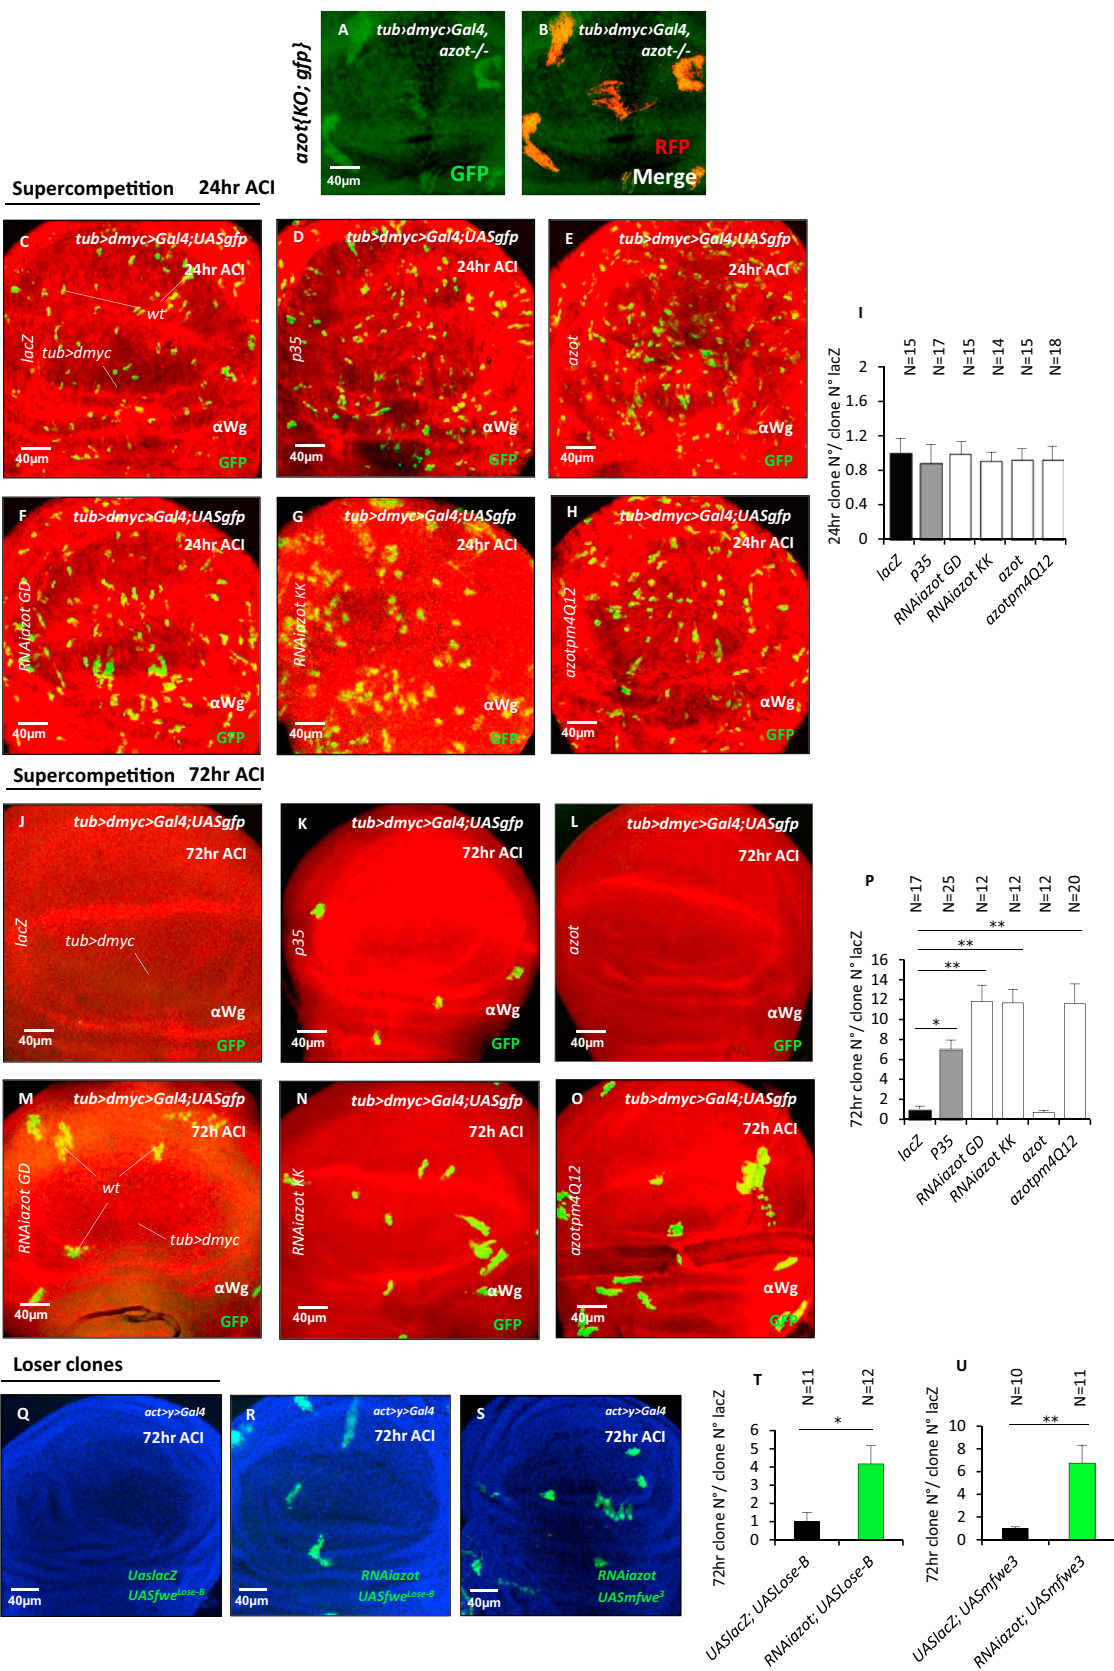 azot{KO; gfp}
A tub›dmyc›Gal4,
azot-/-
40µm
GFP
B tub›dmyc›Gal4,
azot-/-
RFP
Merge
Supercompetition 24hr ACI
C tub>dmyc>Gal4;UASgfp
24hr ACI
wt
lacZ
tub>dmyc
αWg
40µm
GFP
D tub>dmyc>Gal4;UASgfp
24hr ACI
p35
αWg
40µm
GFP
E tub>dmyc>Gal4;UASgfp
24hr ACI
azot
αWg
40µm
GFP
F tub>dmyc>Gal4;UASgfp
24hr ACI
RNAiazot GD
αWg
40µm
GFP
G tub>dmyc>Gal4;UASgfp
24hr ACI
RNAiazot KK
αWg
40µm
GFP
H tub>dmyc>Gal4;UASgfp
24hr ACI
azotpm4Q12
αWg
40µm
GFP
I
N=15 N=17 N=15 N=14 N=15 N=18
24hr clone N°/ clone N° lacZ
2
1.6
1.2
0.8
0.4
0
lacZ p35 RNAiazot GD RNAiazot KK azot azotpm4Q12
Supercompetition 72hr ACI
J tub>dmyc>Gal4;UASgfp
72hr ACI
lacZ
tub>dmyc
αWg
40µm
GFP
K tub>dmyc>Gal4;UASgfp
72hr ACI
p35
αWg
40µm
GFP
L tub>dmyc>Gal4;UASgfp
72hr ACI
azot
αWg
40µm
GFP
M tub>dmyc>Gal4;UASgfp
72h ACI
RNAiazot GD
wt
tub>dmyc
αWg
40µm
GFP
N tub>dmyc>Gal4;UASgfp
72h ACI
RNAiazot KK
αWg
40µm
GFP
O tub>dmyc>Gal4;UASgfp
72h ACI
azotpm4Q12
αWg
40µm
GFP
P
N=17 N=25 N=12 N=12 N=12 N=20
**
**
**
*
72hr clone N°/ clone N° lacZ
16
14
12
10
8
6
4
2
0
lacZ P35 RNAiazot GD RNAiazot KK azot azotpm4Q12
Loser clones
Q act>y>Gal4
72hr ACI
UaslacZ
40µm UASfweLose-B
R act>y>Gal4
72hr ACI
RNAiazot
40µm UASfweLose-B
S act>y>Gal4
72hr ACI
RNAiazot
40µm UASmfwe3
T
N=11 N=12
*
72hr clone N°/ clone N° lacZ
6
5
4
3
2
1
0
UASlacZ; UASLose-B RNAiazot; UASLose-B
U
N=10 N=11
**
72hr clone N°/ clone N° lacZ
10
8
6
4
2
0
UASlacZ; UASmfwe3 RNAiazot; UASmfwe3